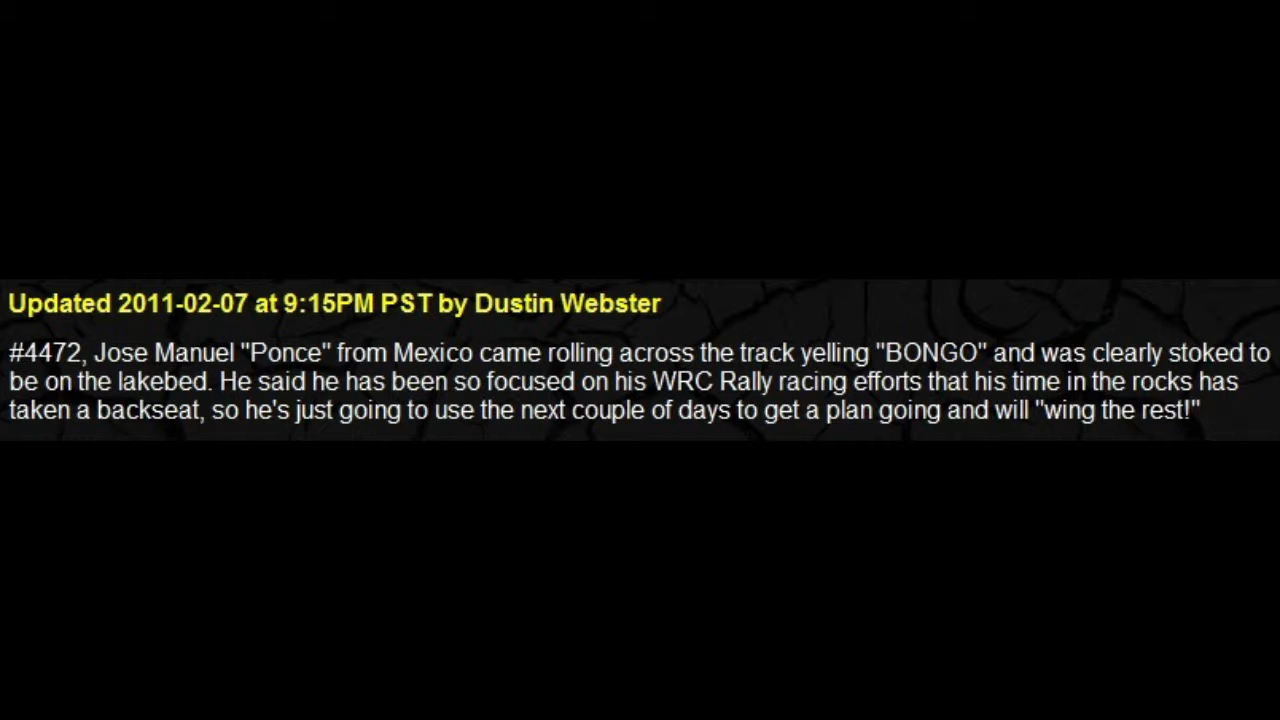 Updated 2011-02-07 at 9:15PM PST by Dustin Webster
#4472, Jose Manuel "Ponce" from Mexico came rolling across the track yelling "BONGO" and was clearly stoked to
be on the lakebed. He said he has been so focused on his WRC Rally racing efforts that his time in the rocks has
taken a backseat, so he's just going to use the next couple of days to get a plan going and will "wing the rest!"